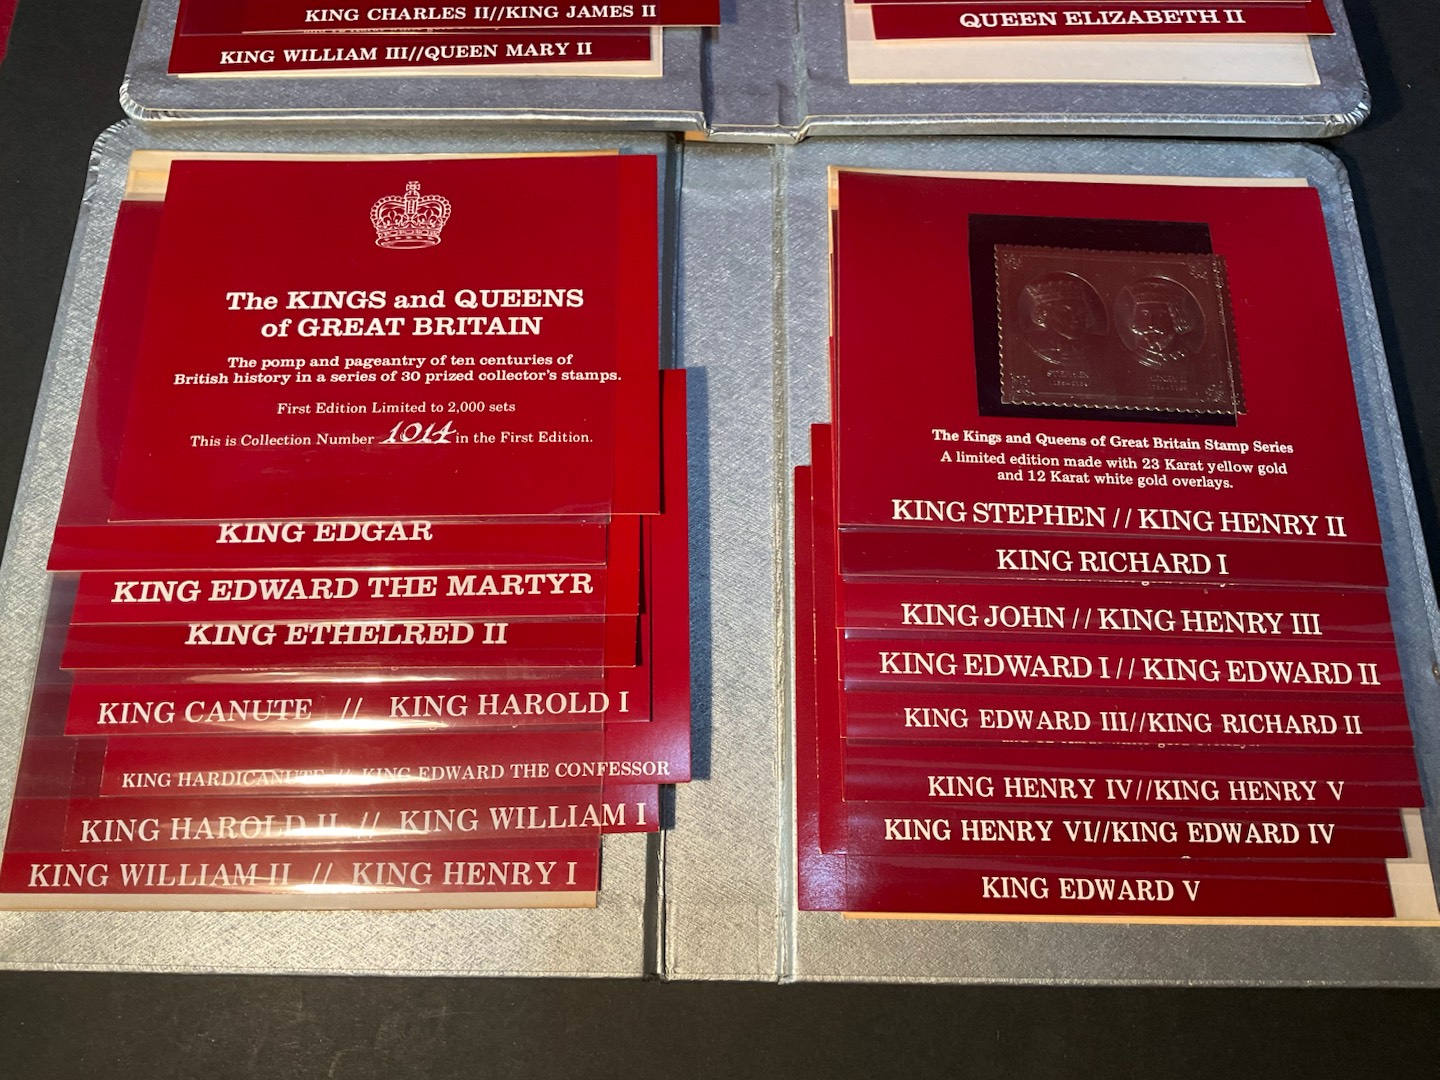 KING CHARLES II//KING JAMES II
KING WILLIAM III//QUEEN MARY II
QUEEN ELIZABETH II
The KINGS and QUEENS
of GREAT BRITAIN
The pomp and pageantry of ten centuries of
British history in a series of 30 prized collector's stamps.
First Edition Limited to 2,000 sets
This is Collection Number 1014 in the First Edition.
KING EDGAR
KING EDWARD THE MARTYR
KING ETHELRED II
KING CANUTE // KING HAROLD I
KING HARDICANUTE // KING EDWARD THE CONFESSOR
KING HAROLD II // KING WILLIAM I
KING WILLIAM II // KING HENRY I
STEPHEN
The Kings and Queens of Great Britain Stamp Series
A limited edition made with 23 Karat yellow gold
and 12 Karat white gold overlays.
KING STEPHEN // KING HENRY II
KING RICHARD I
KING JOHN // KING HENRY III
KING EDWARD I // KING EDWARD II
KING EDWARD III//KING RICHARD II
KING HENRY IV//KING HENRY V
KING HENRY VI//KING EDWARD IV
KING EDWARD V